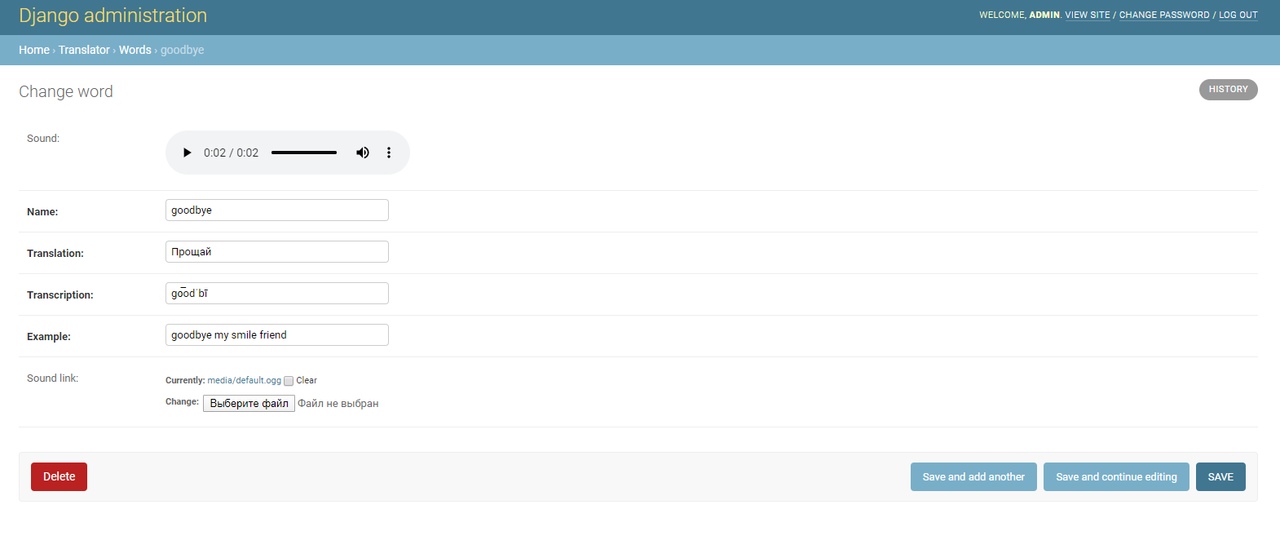 Django administration
WELCOME, ADMIN. VIEW SITE / CHANGE PASSWORD / LOG OUT
Home › Translator › Words › goodbye
Change word
HISTORY
Sound:
0:02 / 0:02
Name:
goodbye
Translation:
Прощай
Transcription:
go͞odˈbī
Example:
goodbye my smile friend
Sound link:
Currently: media/default.ogg Clear
Change: Выберите файл Файл не выбран
Delete
Save and add another
Save and continue editing
SAVE